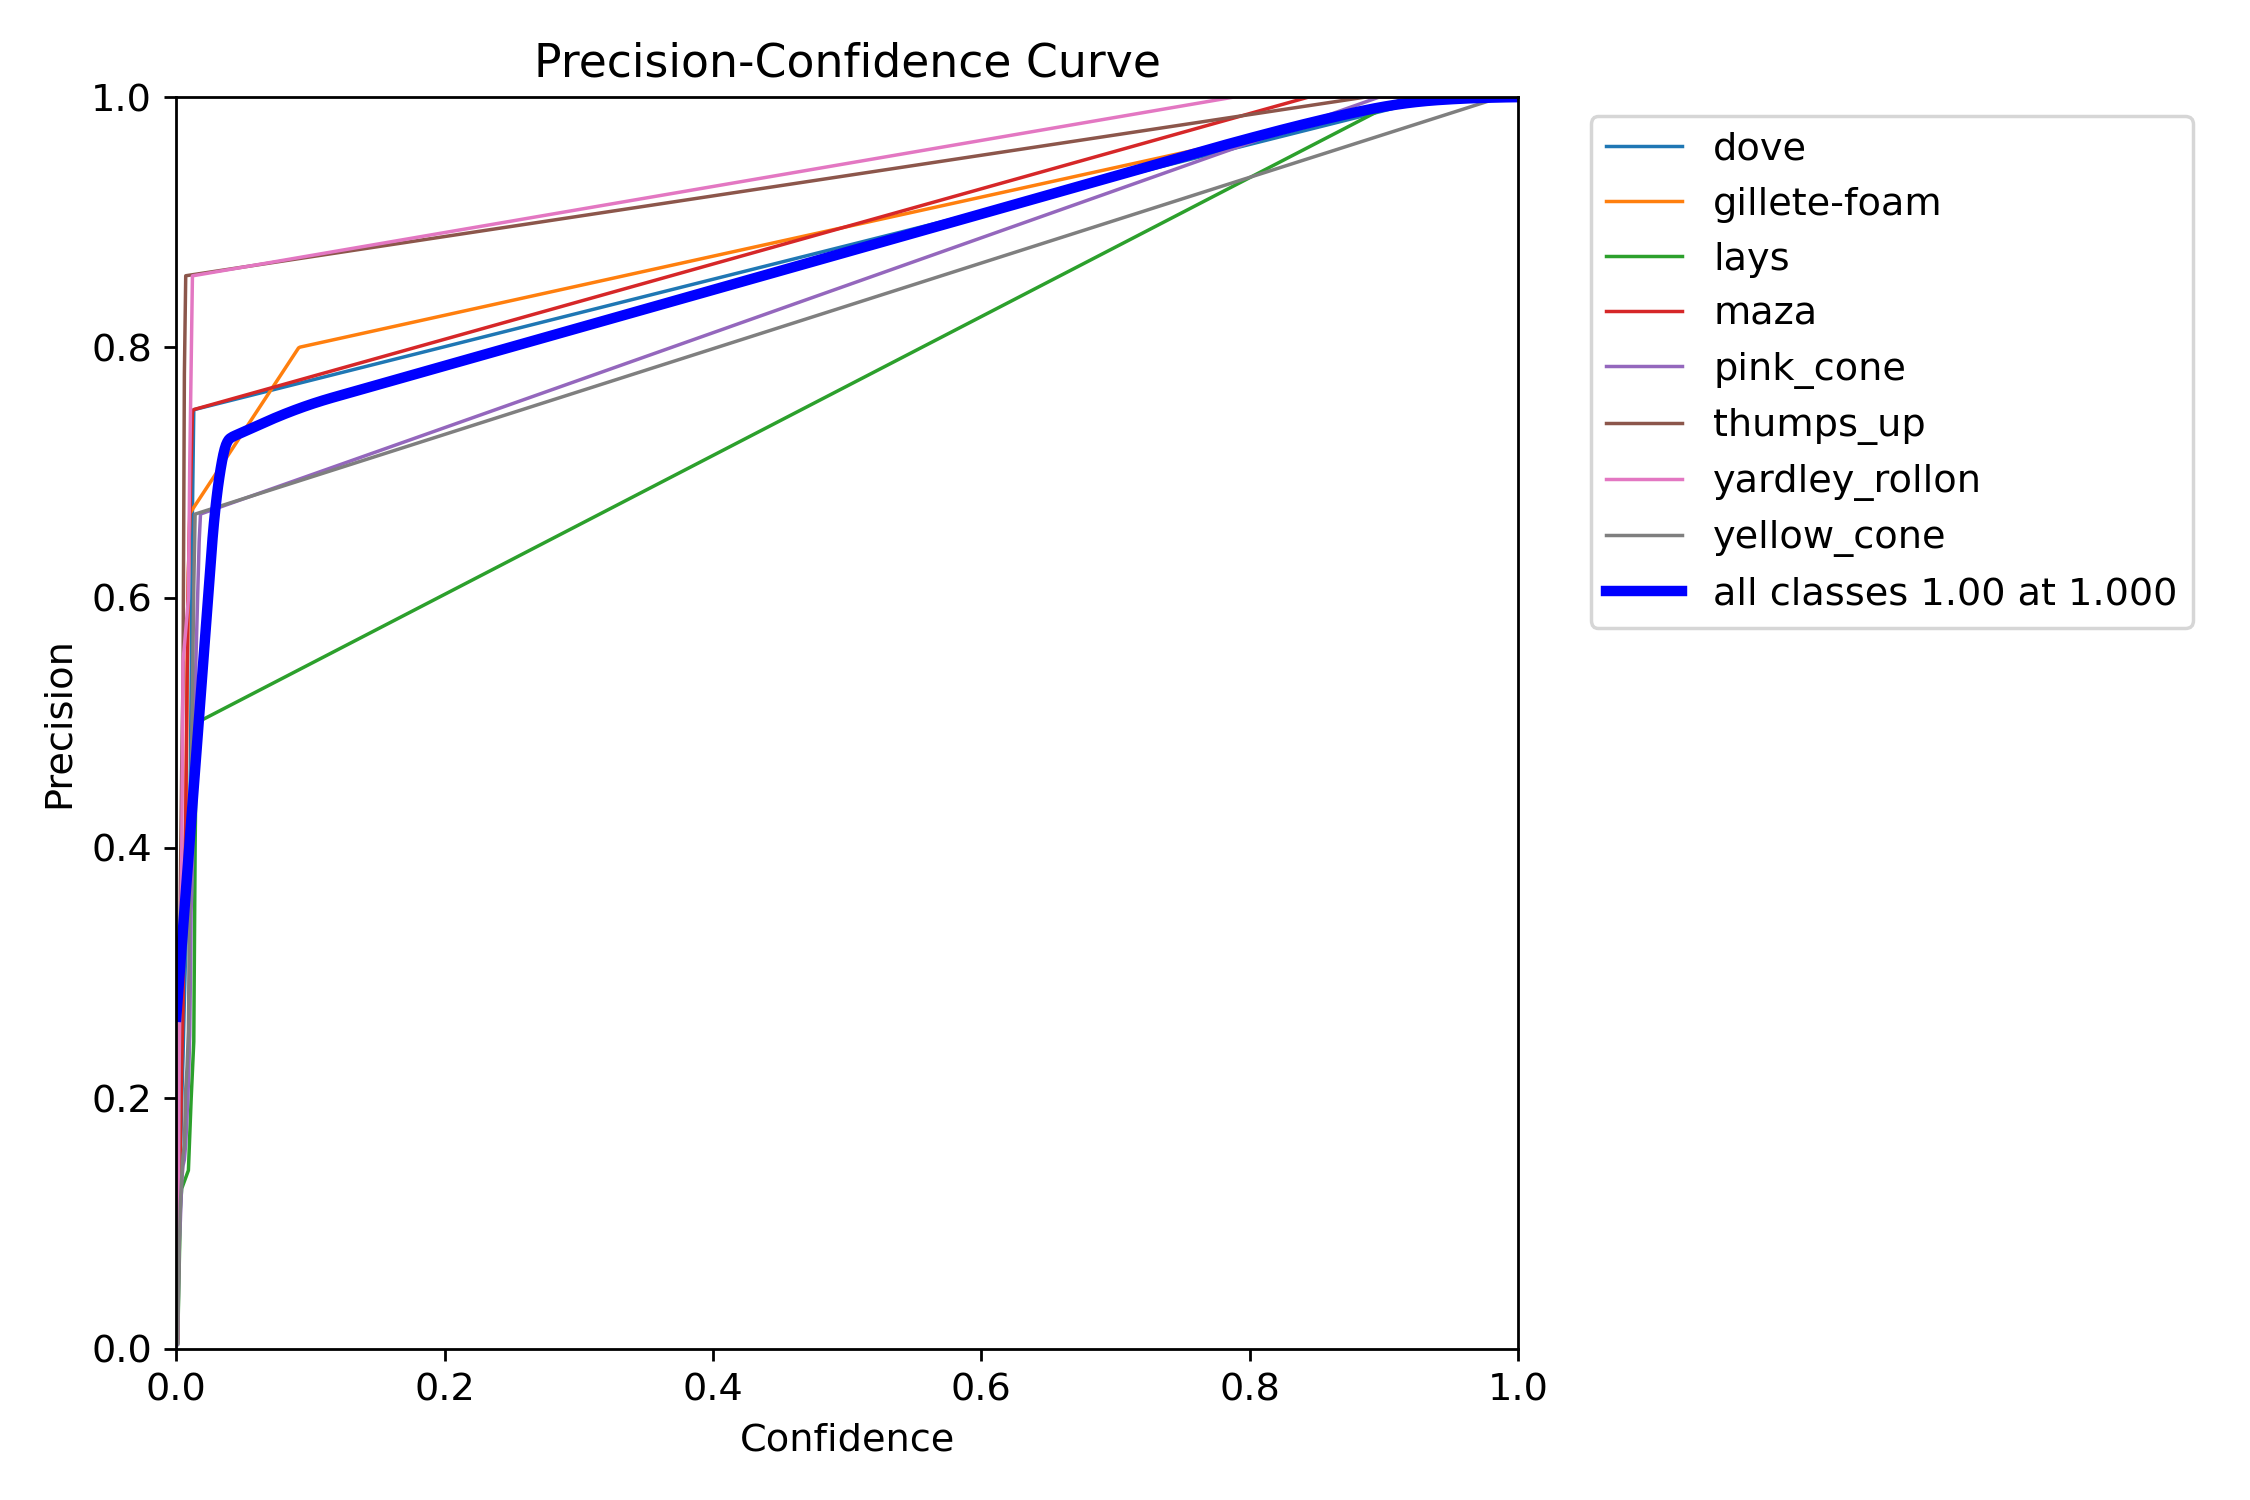 Precision-Confidence Curve
1.0
0.8
0.6
0.4
0.2
0.0
Precision
0.0 0.2 0.4 0.6 0.8 1.0
Confidence
dove
gillete-foam
lays
maza
pink_cone
thumps_up
yardley_rollon
yellow_cone
all classes 1.00 at 1.000